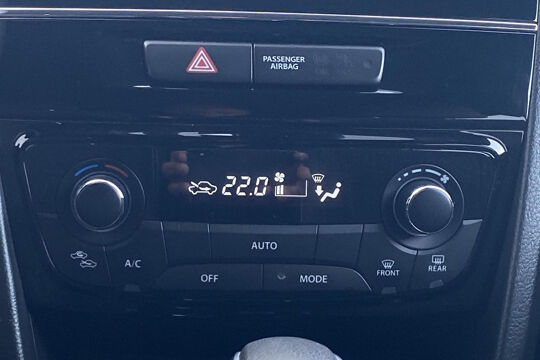 PASSENGER
AIRBAG
22.0
AUTO
A/C
OFF
MODE
FRONT
REAR